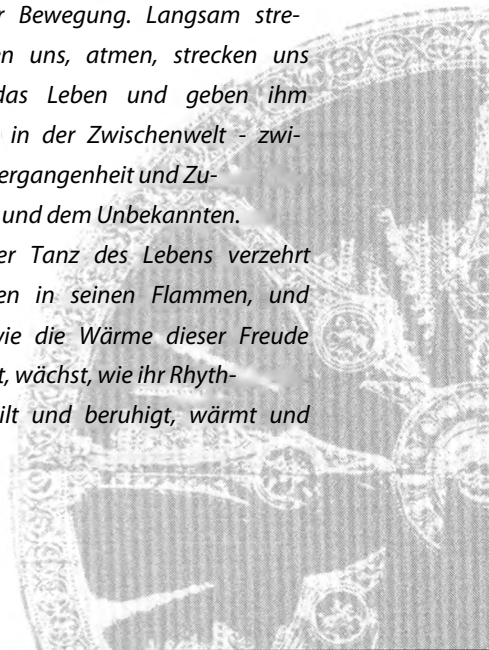 r Bewegung. Langsam stre-
en uns, atmen, strecken uns
das Leben und geben ihm
in der Zwischenwelt - zwi-
ergangenheit und Zu-
und dem Unbekannten.
er Tanz des Lebens verzehrt
en in seinen Flammen, und
wie die Wärme dieser Freude
t, wächst, wie ihr Rhyth-
ilt und beruhigt, wärmt und